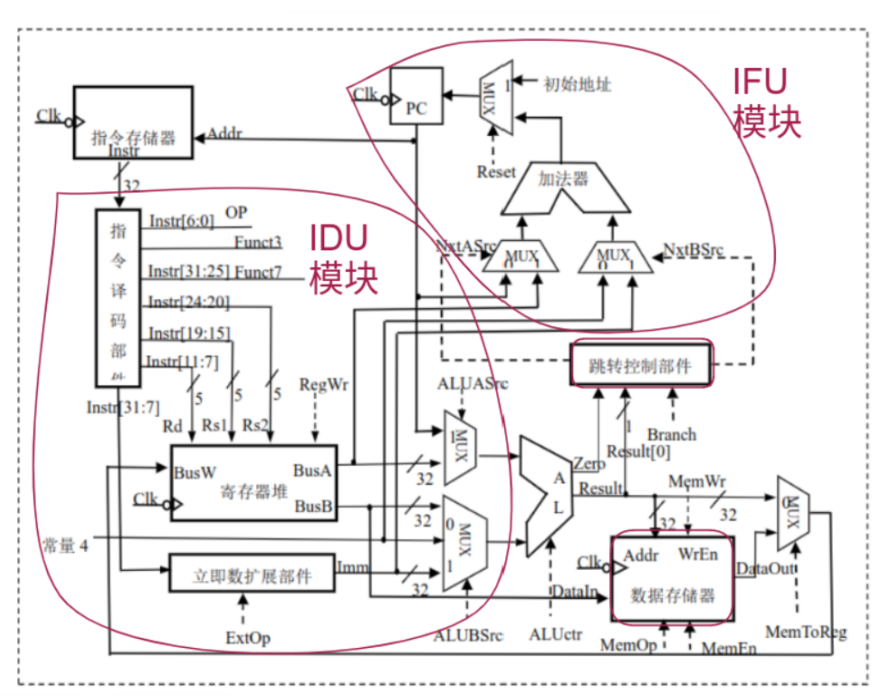 IFU
模块
Clk
指令存储器
Instr
32
Addr
Clk
PC
MUX
1
初始地址
Reset
加法器
NxtASrc
MUX
0
1
MUX
0
1
NxtBSrc
IDU
模块
指
令
译
码
部
件
Instr[6:0]
OP
Funct3
Instr[31:25]
Funct7
Instr[24:20]
Instr[19:15]
Instr[11:7]
5
5
5
Instr[31:7]
Rd
Rs1
Rs2
RegWr
BusW
BusA
寄存器堆
Clk
BusB
常量 4
立即数扩展部件
Imm
ExtOp
ALUASrc
1
MUX
32
32
0
MUX
1
32
ALUBSrc
A
L
Zero
Result
ALUctr
跳转控制部件
1
Branch
Result[0]
MemWr
32
32
Clk
Addr
WrEn
数据存储器
DataIn
DataOut
MemOp
MemEn
0
MUX
MemToReg